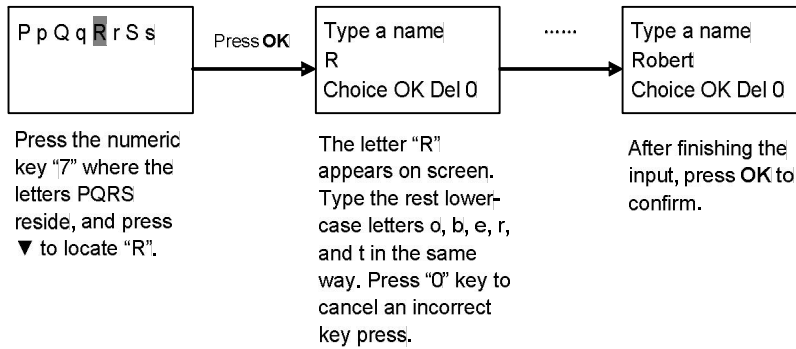 P p Q q R r S s
Press OK
Type a name
R
Choice OK Del 0
......
Type a name
Robert
Choice OK Del 0
Press the numeric
key “7” where the
letters PQRS
reside, and press
▼ to locate “R”.
The letter “R”
appears on screen.
Type the rest lower-
case letters o, b, e, r,
and t in the same
way. Press “0” key to
cancel an incorrect
key press.
After finishing the
input, press OK to
confirm.